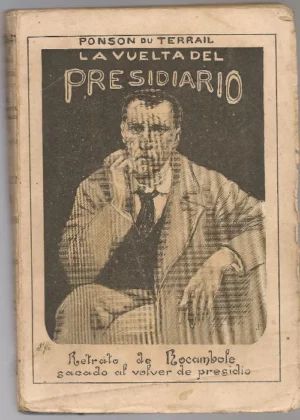 PONSON DU TERRAIL
LA VUELTA DEL
PRESIDIARIO
Retrato de Rocambole
sacado al volver de presidio